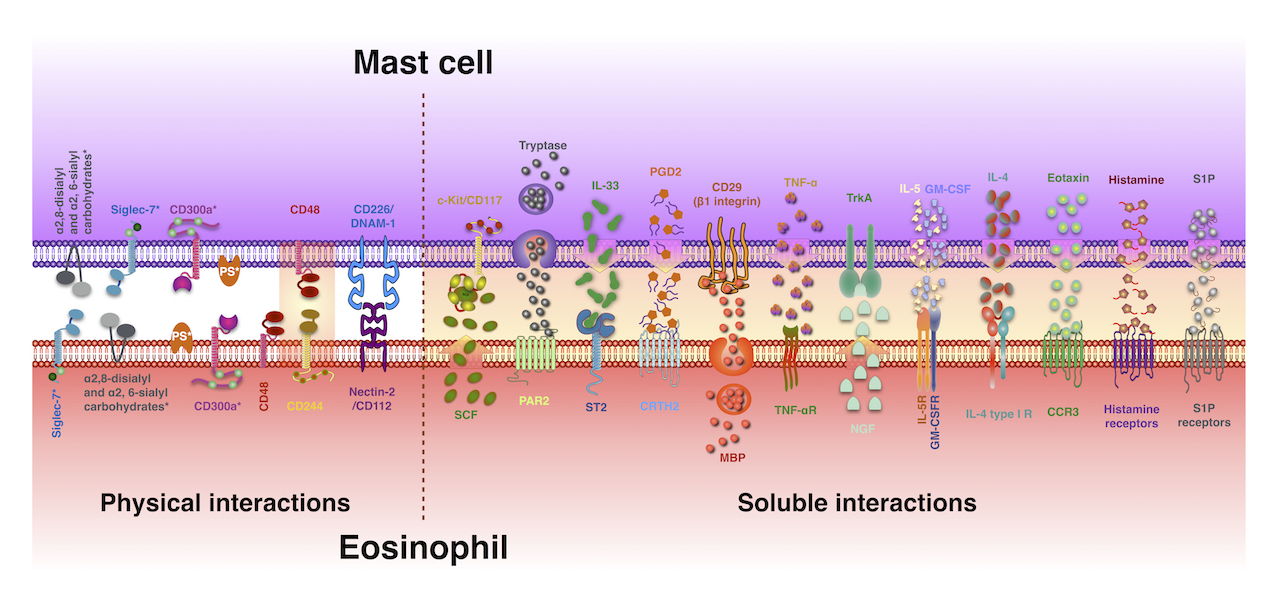 Mast cell
α2,8-disialyl
and α2, 6-sialyl
carbohydrates*
Siglec-7*
CD300a*
PS*
CD48
CD226/
DNAM-1
c-Kit/CD117
Tryptase
IL-33
PGD2
CD29
(β1 integrin)
TNF-α
TrkA
IL-5
GM-CSF
IL-4
Eotaxin
Histamine
S1P
Siglec-7*
α2,8-disialyl
and α2, 6-sialyl
carbohydrates*
PS*
CD300a*
CD48
CD244
Nectin-2
/CD112
SCF
PAR2
ST2
CRTH2
MBP
TNF-αR
NGF
IL-5R
GM-CSFR
IL-4 type I R
CCR3
Histamine
receptors
S1P
receptors
Physical interactions
Soluble interactions
Eosinophil